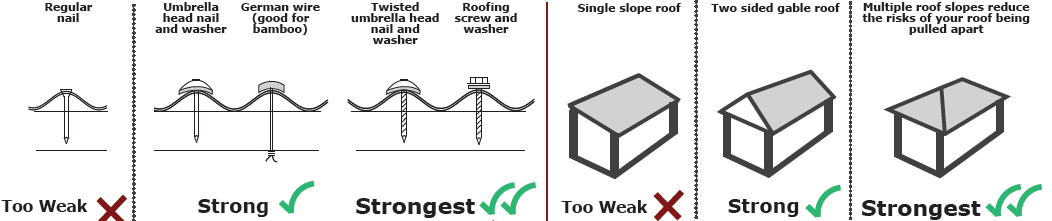 Regular
nail
Umbrella
head nail
and washer
German wire
(good for
bamboo)
Twisted
umbrella head
nail and
washer
Roofing
screw and
washer
Single slope roof
Two sided gable roof
Multiple roof slopes reduce
the risks of your roof being
pulled apart
Too Weak
Strong
Strongest
Too Weak
Strong
Strongest